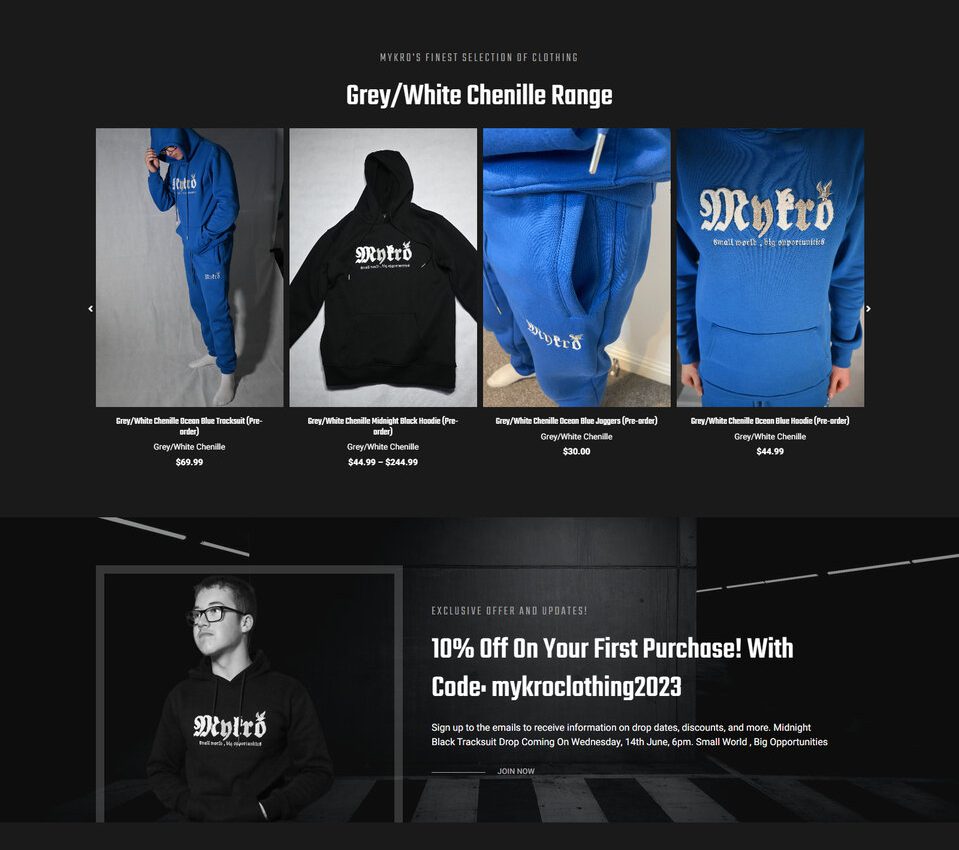 MYKRO'S FINEST SELECTION OF CLOTHING
Grey/White Chenille Range
Mykro
Mykro
Mykro
small world , big opportunities
Mykro
Mykro
small world , big opportunities
Grey/White Chenille Ocean Blue Tracksuit (Pre-
order)
Grey/White Chenille
$69.99
Grey/White Chenille Midnight Black Hoodie (Pre-
order)
Grey/White Chenille
$44.99 – $244.99
Grey/White Chenille Ocean Blue Joggers (Pre-order)
Grey/White Chenille
$30.00
Grey/White Chenille Ocean Blue Hoodie (Pre-order)
Grey/White Chenille
$44.99
Mykro
small world , big opportunities
EXCLUSIVE OFFER AND UPDATES!
10% Off On Your First Purchase! With
Code: mykroclothing2023
Sign up to the emails to receive information on drop dates, discounts, and more. Midnight
Black Tracksuit Drop Coming On Wednesday, 14th June, 6pm. Small World , Big Opportunities
JOIN NOW